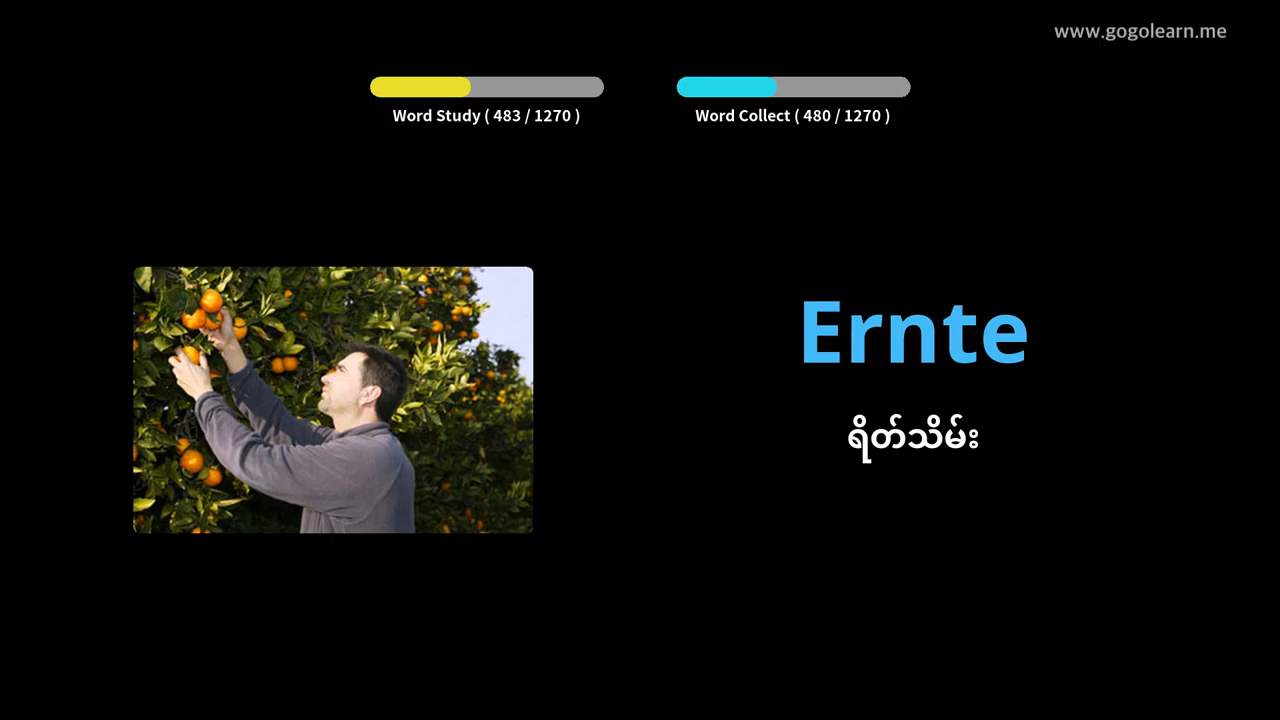 www.gogolearn.me
Word Study ( 483 / 1270 )
Word Collect ( 480 / 1270 )
Ernte
ရိတ်သိမ်း